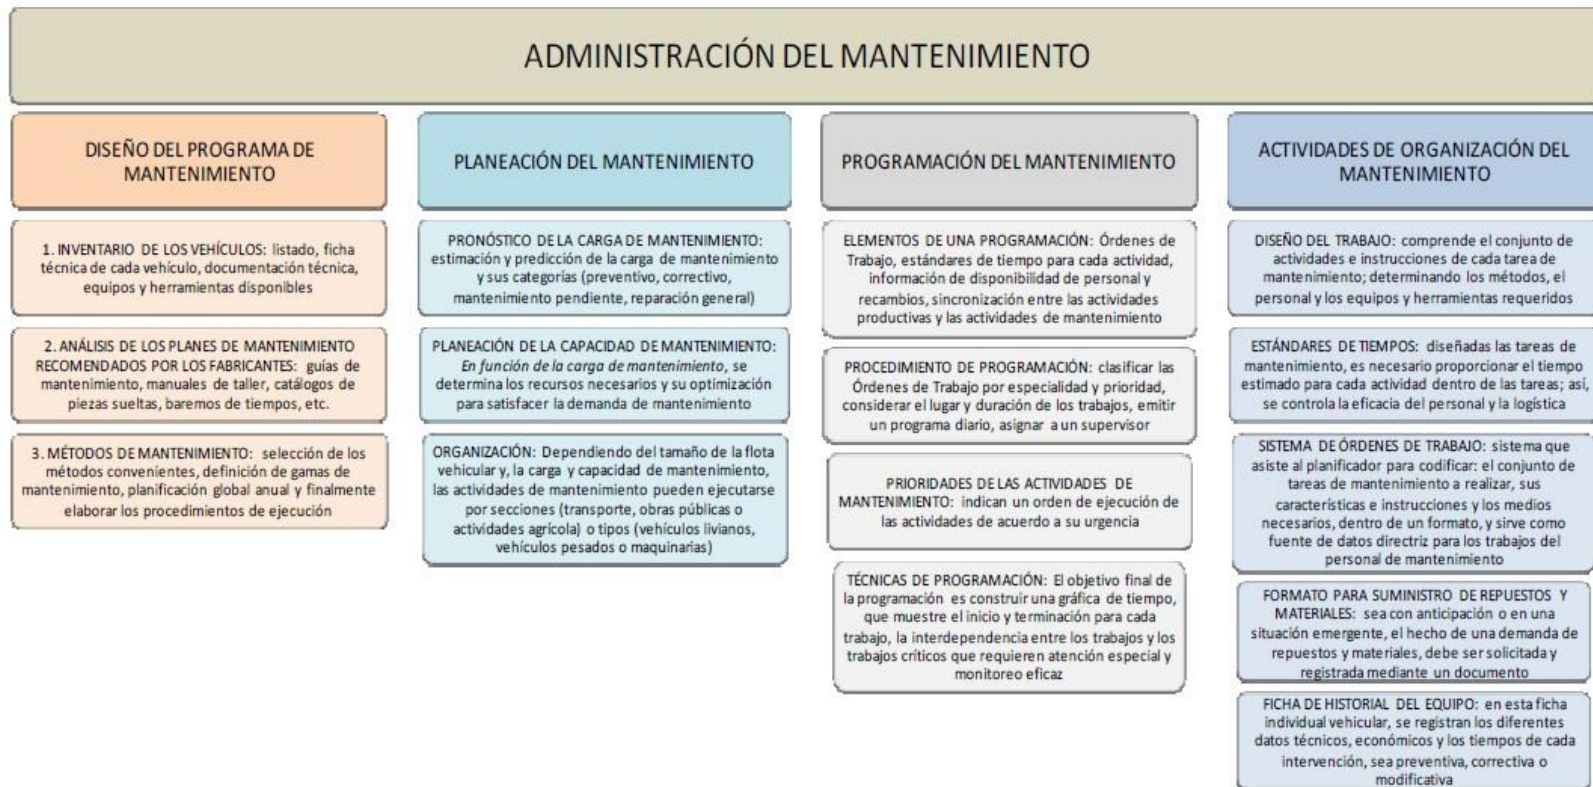 ADMINISTRACIÓN DEL MANTENIMIENTO
DISEÑO DEL PROGRAMA DE
MANTENIMIENTO
1. INVENTARIO DE LOS VEHÍCULOS: listado, ficha
técnica de cada vehículo, documentación técnica,
equipos y herramientas disponibles
2. ANÁLISIS DE LOS PLANES DE MANTENIMIENTO
RECOMENDADOS POR LOS FABRICANTES: guías de
mantenimiento, manuales de taller, catálogos de
piezas sueltas, baremos de tiempos, etc.
3. MÉTODOS DE MANTENIMIENTO: selección de los
métodos convenientes, definición de gamas de
mantenimiento, planificación global anual y finalmente
elaborar los procedimientos de ejecución
PLANEACIÓN DEL MANTENIMIENTO
PRONÓSTICO DE LA CARGA DE MANTENIMIENTO:
estimación y predicción de la carga de mantenimiento
y sus categorías (preventivo, correctivo,
mantenimiento pendiente, reparación general)
PLANEACIÓN DE LA CAPACIDAD DE MANTENIMIENTO:
En función de la carga de mantenimiento, se
determina los recursos necesarios y su optimización
para satisfacer la demanda de mantenimiento
ORGANIZACIÓN: Dependiendo del tamaño de la flota
vehicular y, la carga y capacidad de mantenimiento,
las actividades de mantenimiento pueden ejecutarse
por secciones (transporte, obras públicas o
actividades agrícola) o tipos (vehículos livianos,
vehículos pesados o maquinarias)
PROGRAMACIÓN DEL MANTENIMIENTO
ELEMENTOS DE UNA PROGRAMACIÓN: Órdenes de
Trabajo, estándares de tiempo para cada actividad,
información de disponibilidad de personal y
recambios, sincronización entre las actividades
productivas y las actividades de mantenimiento
PROCEDIMIENTO DE PROGRAMACIÓN: clasificar las
Órdenes de Trabajo por especialidad y prioridad,
considerar el lugar y duración de los trabajos, emitir
un programa diario, asignar a un supervisor
PRIORIDADES DE LAS ACTIVIDADES DE
MANTENIMIENTO: indican un orden de ejecución de
las actividades de acuerdo a su urgencia
TÉCNICAS DE PROGRAMACIÓN: El objetivo final de
la programación es construir una gráfica de tiempo,
que muestre el inicio y terminación para cada
trabajo, la interdependencia entre los trabajos y los
trabajos críticos que requieren atención especial y
monitoreo eficaz
ACTIVIDADES DE ORGANIZACIÓN DEL
MANTENIMIENTO
DISEÑO DEL TRABAJO: comprende el conjunto de
actividades e instrucciones de cada tarea de
mantenimiento; determinando los métodos, el
personal y los equipos y herramientas requeridos
ESTÁNDARES DE TIEMPOS: diseñadas las tareas de
mantenimiento, es necesario proporcionar el tiempo
estimado para cada actividad dentro de las tareas; así,
se controla la eficacia del personal y la logística
SISTEMA DE ÓRDENES DE TRABAJO: sistema que
asiste al planificador para codificar: el conjunto de
tareas de mantenimiento a realizar, sus
características e instrucciones y los medios
necesarios, dentro de un formato, y sirve como
fuente de datos directriz para los trabajos del
personal de mantenimiento
FORMATO PARA SUMINISTRO DE REPUESTOS Y
MATERIALES: sea con anticipación o en una
situación emergente, el hecho de una demanda de
repuestos y materiales, debe ser solicitada y
registrada mediante un documento
FICHA DE HISTORIAL DEL EQUIPO: en esta ficha
individual vehicular, se registran los diferentes
datos técnicos, económicos y los tiempos de cada
intervención, sea preventiva, correctiva o
modificativa